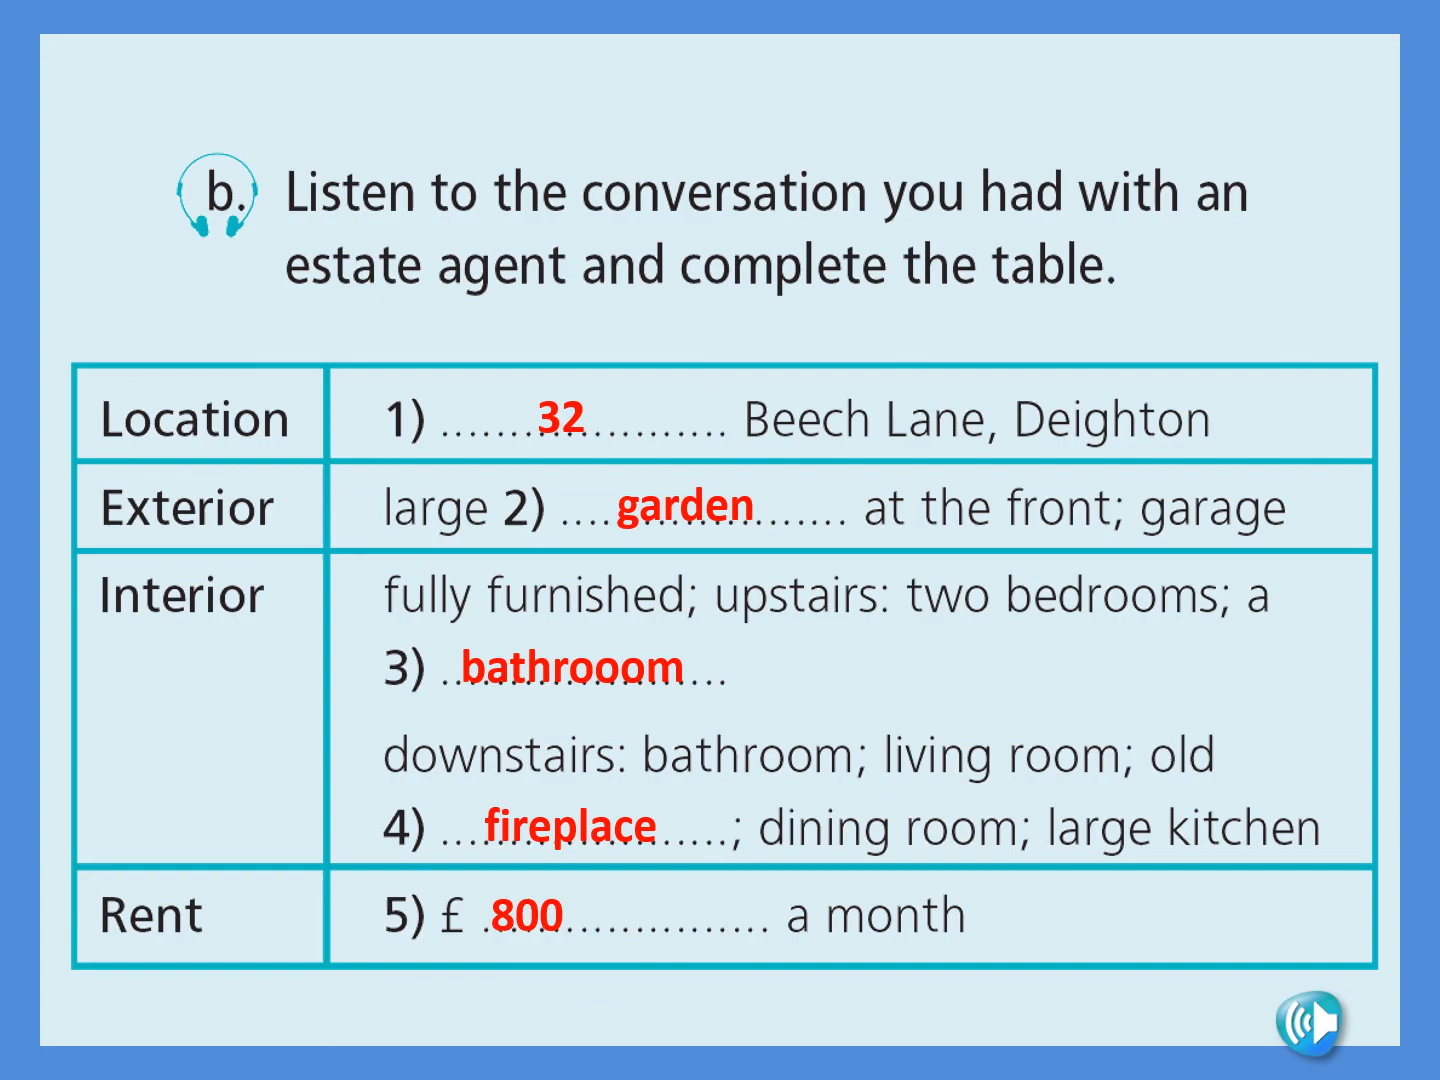 b. Listen to the conversation you had with an
estate agent and complete the table.
Location 1) ........32............ Beech Lane, Deighton
Exterior large 2) ....garden....... at the front; garage
Interior fully furnished; upstairs: two bedrooms; a
3) ..bathrooom...
downstairs: bathroom; living room; old
4) ...fireplace.....; dining room; large kitchen
Rent 5) £ 800............... a month